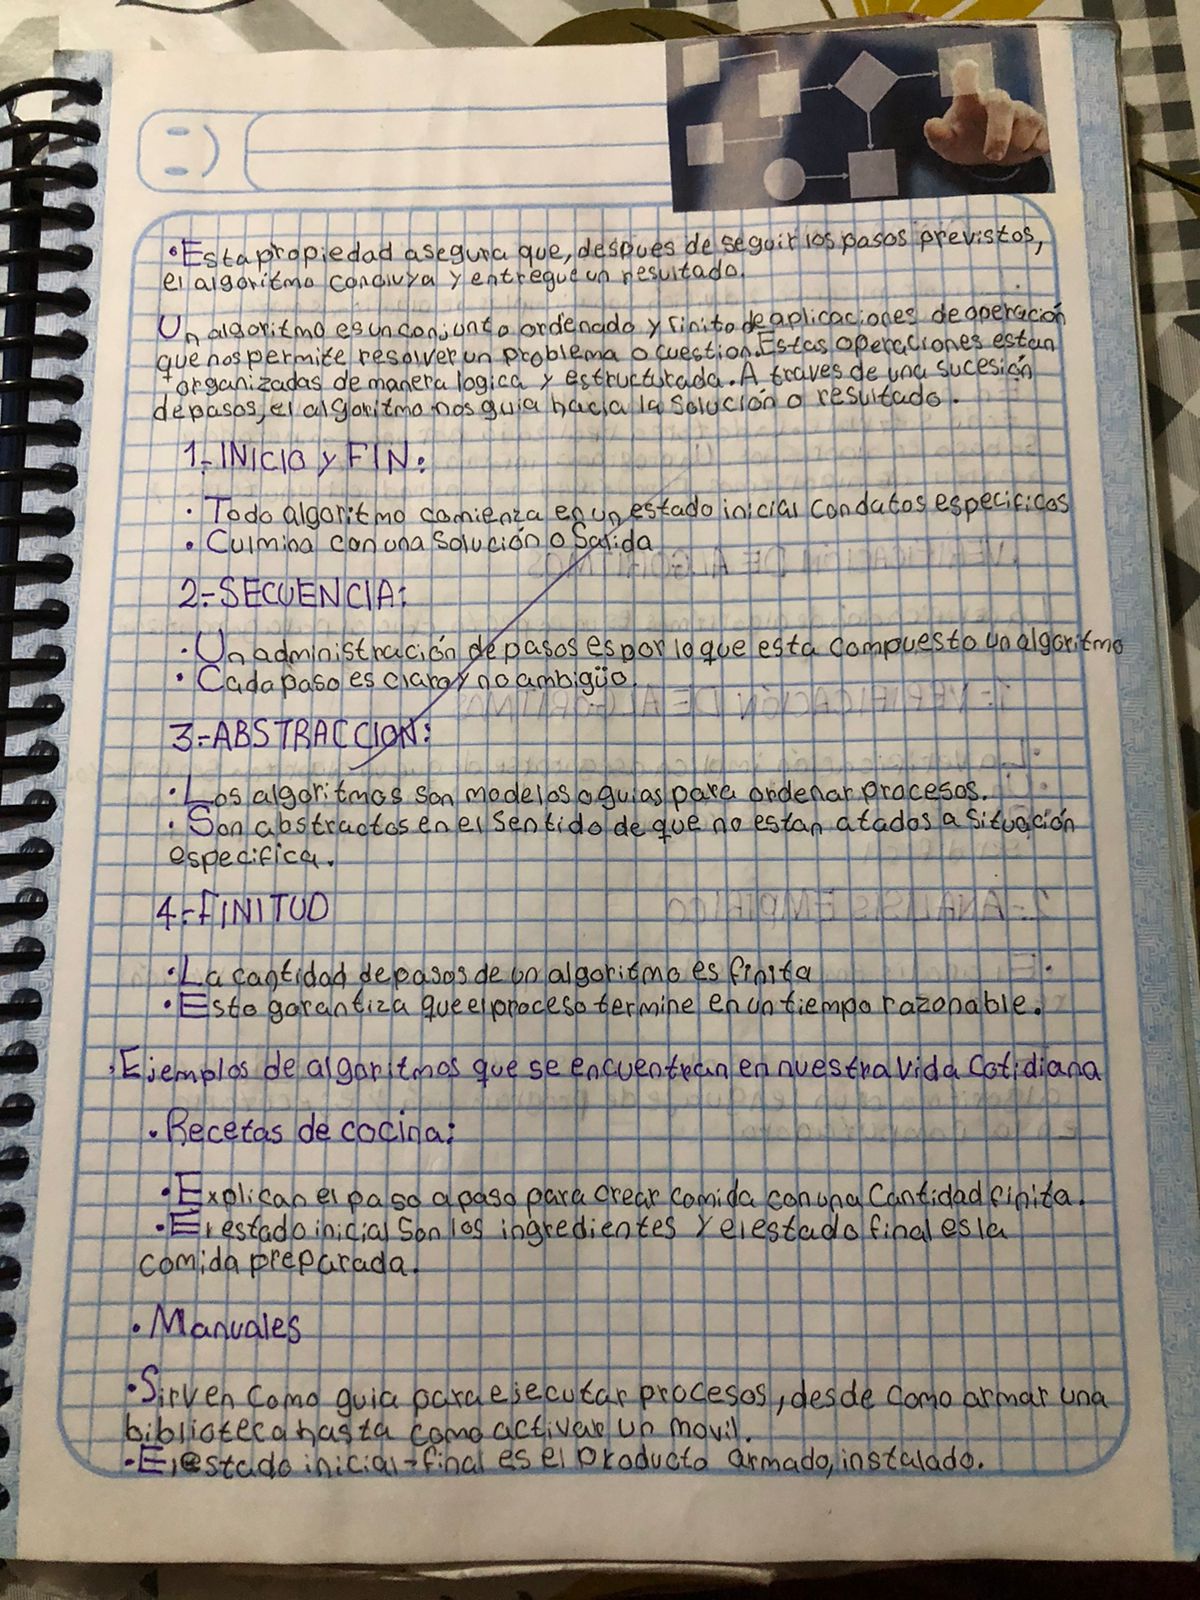 •Esta propiedad asegura que, despues de seguir los pasos previstos,
el algoritmo concluya y entregue un resultado.
Un algoritmo es un conjunto ordenado y finito de aplicaciones de operación
que nos permite resolver un problema o cuestion. Estas operaciones estan
organizadas de manera logica y estructurada. A traves de una sucesión
de pasos, el algoritmo nos guia hacia la solución o resultado.
1-INICIO y FIN:
• Todo algoritmo comienza en un estado inicial con datos especificos
• Culmina con una solución o Salida
2-SECUENCIA:
• Un administración de pasos es por lo que esta compuesto un algoritmo
• Cada paso es claro y no ambigüo.
3-ABSTRACCION:
• Los algoritmos son modelos o guias para ordenar procesos.
• Son abstractos en el sentido de que no estan atados a situación
especifica.
4-FINITUD
• La cantidad de pasos de un algoritmo es finita
• Esto garantiza que el proceso termine en un tiempo razonable.
Ejemplos de algoritmos que se encuentran en nuestra vida cotidiana
• Recetas de cocina:
• Explican el paso a paso para crear comida con una cantidad finita.
• El estado inicial son los ingredientes y el estado final es la
comida preparada.
• Manuales
• Sirven como guia para ejecutar procesos, desde como armar una
biblioteca hasta como activar un movil.
-El estado inicial-final es el producto armado, instalado.